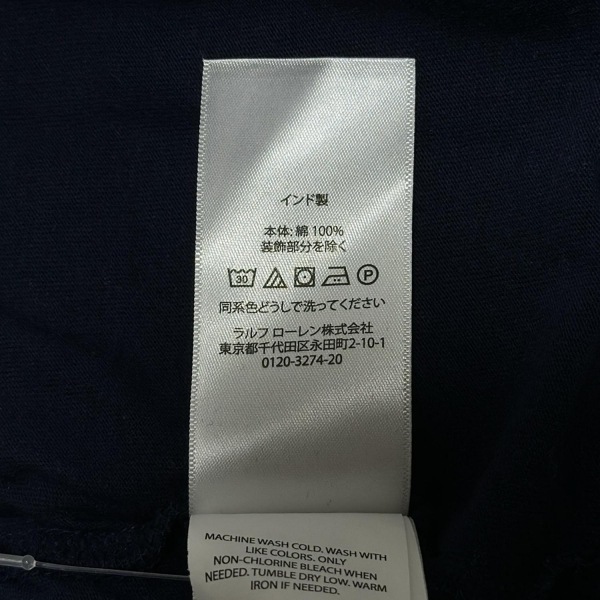 インド製
本体: 綿 100%
装飾部分を除く
30 P
同系色どうしで洗ってください
ラルフ ローレン株式会社
東京都千代田区永田町2-10-1
0120-3274-20
MACHINE WASH COLD. WASH WITH
LIKE COLORS. ONLY
NON-CHLORINE BLEACH WHEN
NEEDED. TUMBLE DRY LOW. WARM
IRON IF NEEDED.